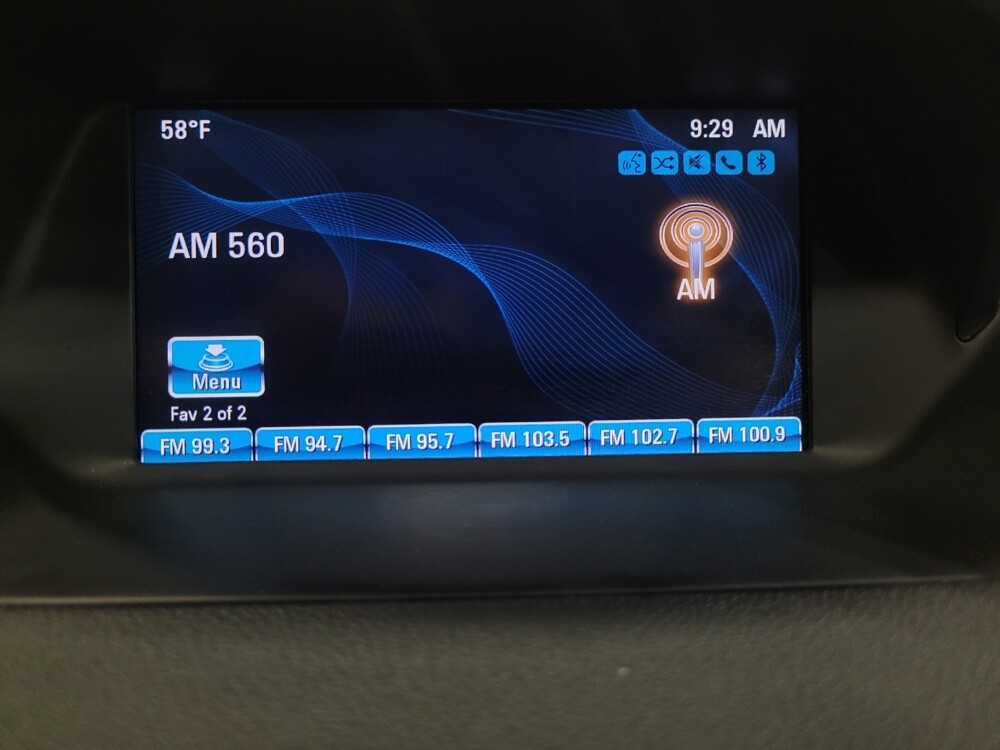 58°F 9:29 AM
AM 560
AM
Menu
Fav 2 of 2
FM 99.3 FM 94.7 FM 95.7 FM 103.5 FM 102.7 FM 100.9